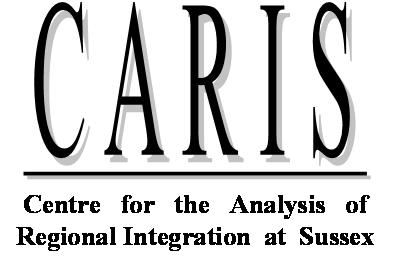 CARIS
Centre for the Analysis of
Regional Integration at Sussex